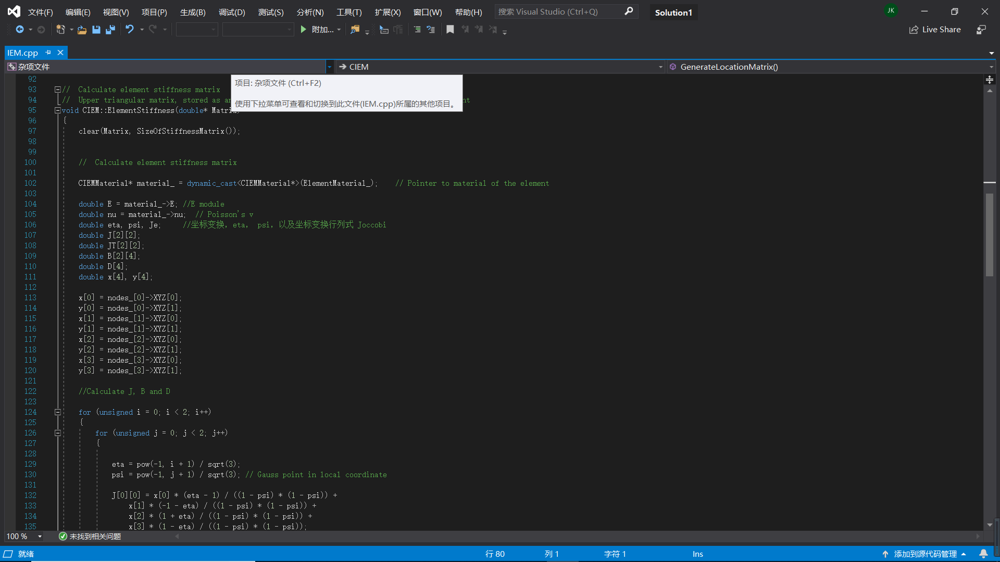 文件(F) 编辑(E) 视图(V) 项目(P) 生成(B) 调试(D) 测试(S) 分析(N) 工具(T) 扩展(X) 窗口(W) 帮助(H) 搜索 Visual Studio (Ctrl+Q) Solution1 JK
附加... Live Share
IEM.cpp
杂项文件 CIEM GenerateLocationMatrix()
项目: 杂项文件 (Ctrl+F2)
使用下拉菜单可查看和切换到此文件(IEM.cpp)所属的其他项目。
92
93 // Calculate element stiffness matrix
94 // Upper triangular matrix, stored as an nt
95 void CIEM::ElementStiffness(double* Matrix)
96 {
97 clear(Matrix, SizeOfStiffnessMatrix());
98
99
100 // Calculate element stiffness matrix
101
102 CIEMMaterial* material_ = dynamic_cast<CIEMMaterial*>(ElementMaterial_); // Pointer to material of the element
103
104 double E = material_->E; //E module
105 double nu = material_->nu; // Poisson's v
106 double eta, psi, Je; //坐标变换，eta， psi，以及坐标变换行列式 Joccobi
107 double J[2][2];
108 double JT[2][2];
109 double B[2][4];
110 double D[4];
111 double x[4], y[4];
112
113 x[0] = nodes_[0]->XYZ[0];
114 y[0] = nodes_[0]->XYZ[1];
115 x[1] = nodes_[1]->XYZ[0];
116 y[1] = nodes_[1]->XYZ[1];
117 x[2] = nodes_[2]->XYZ[0];
118 y[2] = nodes_[2]->XYZ[1];
119 x[3] = nodes_[3]->XYZ[0];
120 y[3] = nodes_[3]->XYZ[1];
121
122 //Calculate J, B and D
123
124 for (unsigned i = 0; i < 2; i++)
125 {
126 for (unsigned j = 0; j < 2; j++)
127 {
128
129 eta = pow(-1, i + 1) / sqrt(3);
130 psi = pow(-1, j + 1) / sqrt(3); // Gauss point in local coordinate
131
132 J[0][0] = x[0] * (eta - 1) / ((1 - psi) * (1 - psi)) +
133 x[1] * (-1 - eta) / ((1 - psi) * (1 - psi)) +
134 x[2] * (1 + eta) / ((1 - psi) * (1 - psi)) +
135 x[3] * (1 - eta) / ((1 - psi) * (1 - psi));
100 % 未找到相关问题
就绪 行 80 列 1 字符 1 Ins 添加到源代码管理